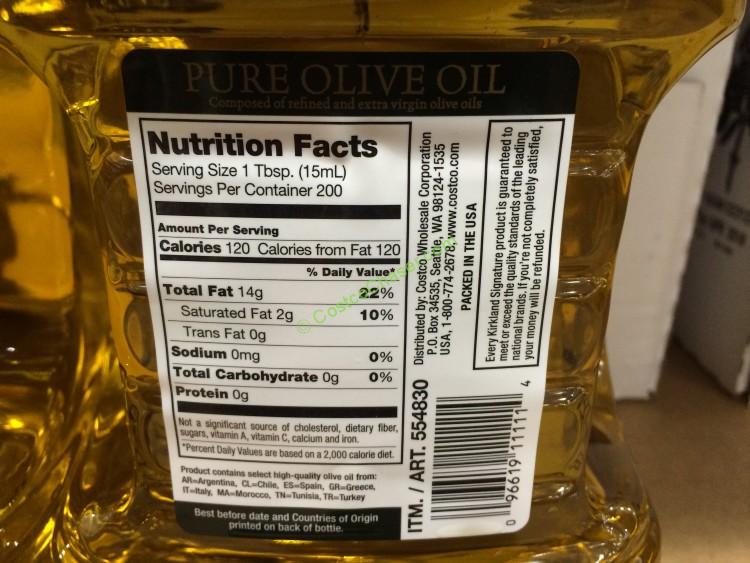 PURE OLIVE OIL
Composed of refined and extra virgin olive oils
Nutrition Facts
Serving Size 1 Tbsp. (15mL)
Servings Per Container 200
Amount Per Serving
Calories 120 Calories from Fat 120
% Daily Value*
Total Fat 14g 22%
Saturated Fat 2g 10%
Trans Fat 0g
Sodium 0mg 0%
Total Carbohydrate 0g 0%
Protein 0g
Not a significant source of cholesterol, dietary fiber,
sugars, vitamin A, vitamin C, calcium and iron.
*Percent Daily Values are based on a 2,000 calorie diet.
Product contains select high-quality olive oil from:
AR=Argentina, CL=Chile, ES=Spain, GR=Greece,
IT=Italy, MA=Morocco, TN=Tunisia, TR=Turkey
Best before date and Countries of Origin
printed on back of bottle.
Distributed by: Costco Wholesale Corporation
P.O. Box 34535, Seattle, WA 98124-1535
USA, 1-800-774-2678, www.costco.com
PACKED IN THE USA
Every Kirkland Signature product is guaranteed to
meet or exceed the quality standards of the leading
national brands. If you're not completely satisfied,
your money will be refunded.
ITM. / ART. 554830
0 96619 11111 4